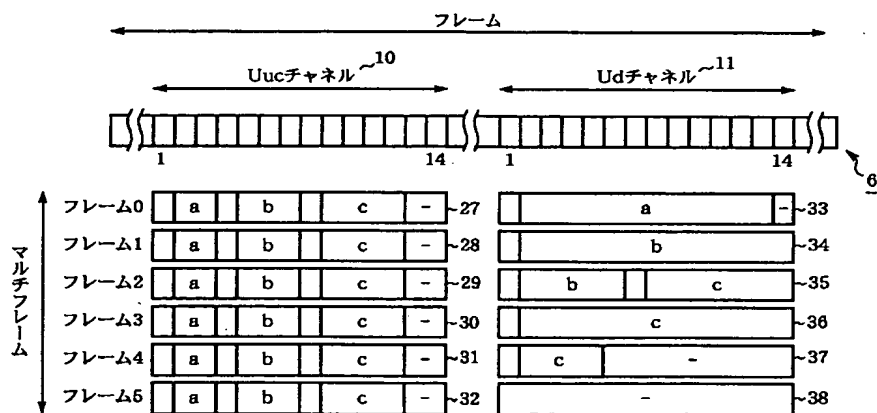 フレーム
Uucチャネル ~10 Udチャネル ~11
1 14 1 14
6
マルチフレーム
フレーム0 a b c - ~27 a - ~33
フレーム1 a b c - ~28 b ~34
フレーム2 a b c - ~29 b c ~35
フレーム3 a b c - ~30 c ~36
フレーム4 a b c - ~31 c - ~37
フレーム5 a b c - ~32 - ~38